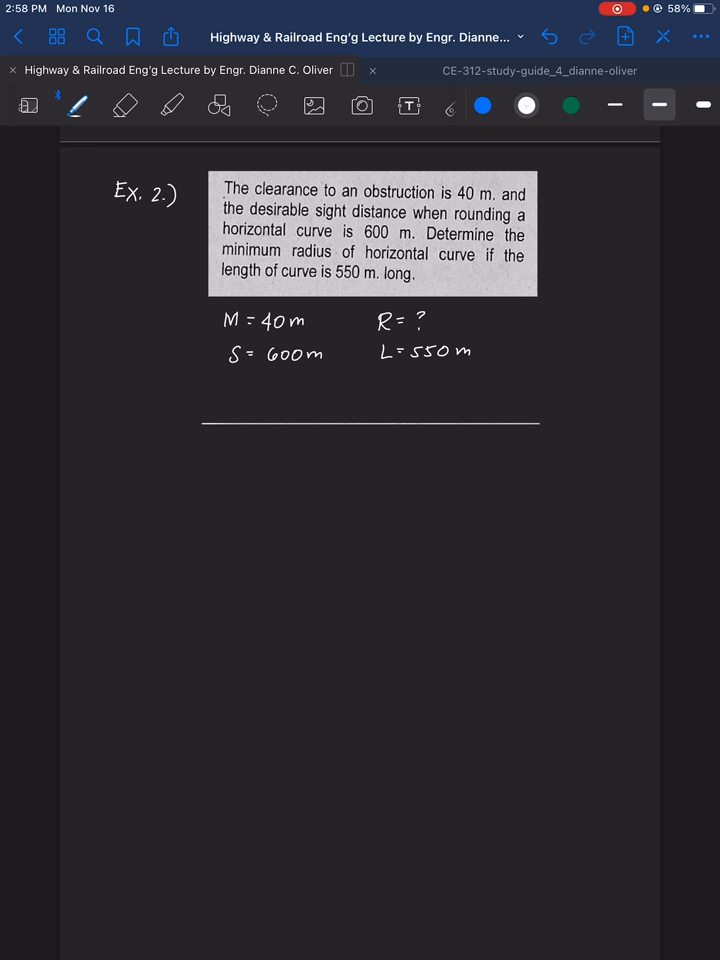 2:58 PM Mon Nov 16
58%
Highway & Railroad Eng'g Lecture by Engr. Dianne...
Highway & Railroad Eng'g Lecture by Engr. Dianne C. Oliver
CE-312-study-guide_4_dianne-oliver
Ex. 2.)
The clearance to an obstruction is 40 m. and
the desirable sight distance when rounding a
horizontal curve is 600 m. Determine the
minimum radius of horizontal curve if the
length of curve is 550 m. long.
M = 40m R = ?
S = 600m L = 550 m